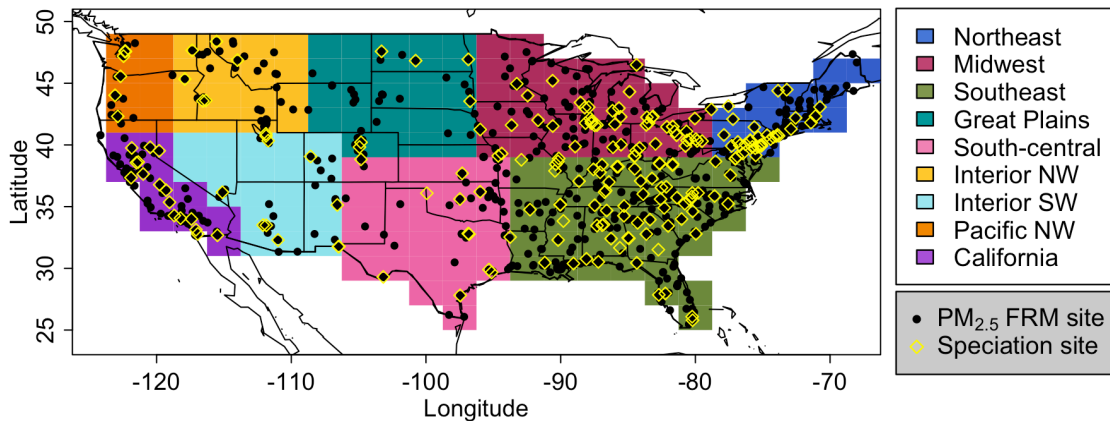 50
45
40
35
30
25
Latitude
-120
-110
-100
-90
-80
-70
Longitude
Northeast
Midwest
Southeast
Great Plains
South-central
Interior NW
Interior SW
Pacific NW
California
PM2.5 FRM site
Speciation site